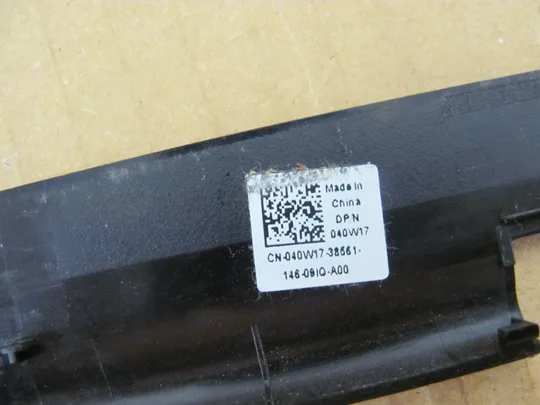 Made in
China
DP/N
040W17
CN-040W17-38561-
146-09IQ-A00